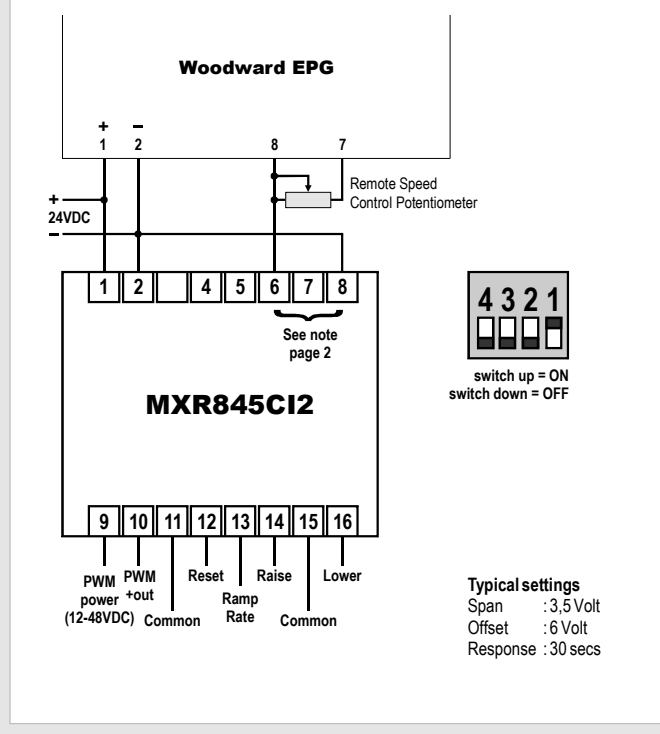 Woodward EPG
+ –
1 2 8 7
Remote Speed
Control Potentiometer
+
24VDC
–
1 2 4 5 6 7 8
See note
page 2
4 3 2 1
switch up = ON
switch down = OFF
MXR845CI2
9 10 11 12 13 14 15 16
PWM
power
(12-48VDC)
PWM
+out
Common
Reset
Ramp
Rate
Raise
Common
Lower
Typical settings
Span : 3,5 Volt
Offset : 6 Volt
Response : 30 secs